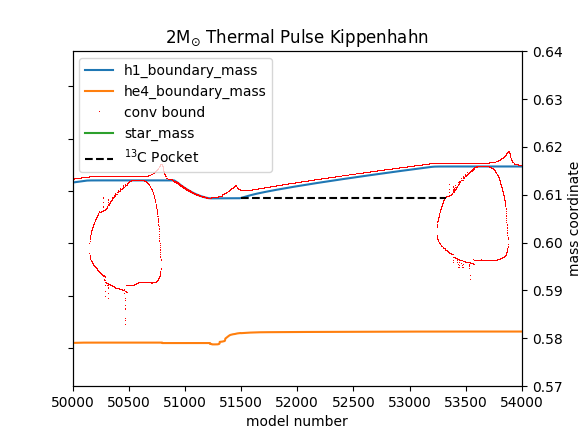 2M⊙ Thermal Pulse Kippenhahn
h1_boundary_mass
he4_boundary_mass
conv bound
star_mass
¹³C Pocket
0.64
0.63
0.62
0.61
0.60
0.59
0.58
0.57
mass coordinate
50000 50500 51000 51500 52000 52500 53000 53500 54000
model number